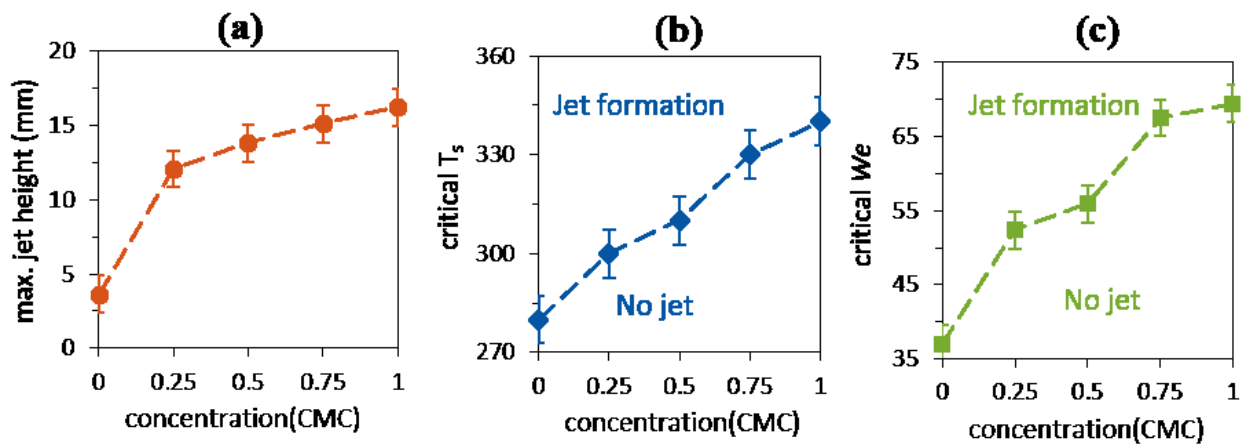 (a)
max. jet height (mm)
20
15
10
5
0
0 0.25 0.5 0.75 1
concentration(CMC)
(b)
critical Ts
360
330
300
270
Jet formation
No jet
0 0.25 0.5 0.75 1
concentration(CMC)
(c)
critical We
75
65
55
45
35
Jet formation
No jet
0 0.25 0.5 0.75 1
concentration(CMC)